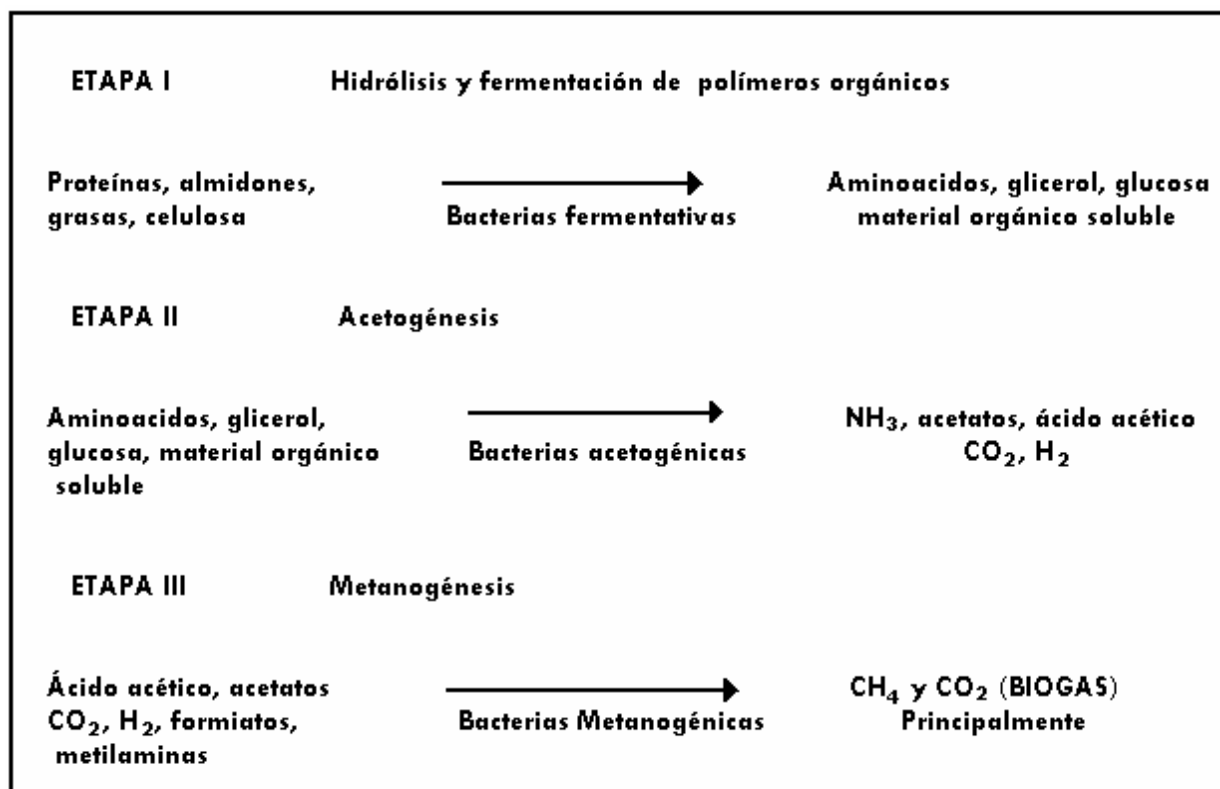 ETAPA I Hidrólisis y fermentación de polímeros orgánicos
Proteínas, almidones,
grasas, celulosa
Bacterias fermentativas
Aminoacidos, glicerol, glucosa
material orgánico soluble
ETAPA II Acetogénesis
Aminoacidos, glicerol,
glucosa, material orgánico
soluble
Bacterias acetogénicas
NH₃, acetatos, ácido acético
CO₂, H₂
ETAPA III Metanogénesis
Ácido acético, acetatos
CO₂, H₂, formiatos,
metilaminas
Bacterias Metanogénicas
CH₄ y CO₂ (BIOGAS)
Principalmente